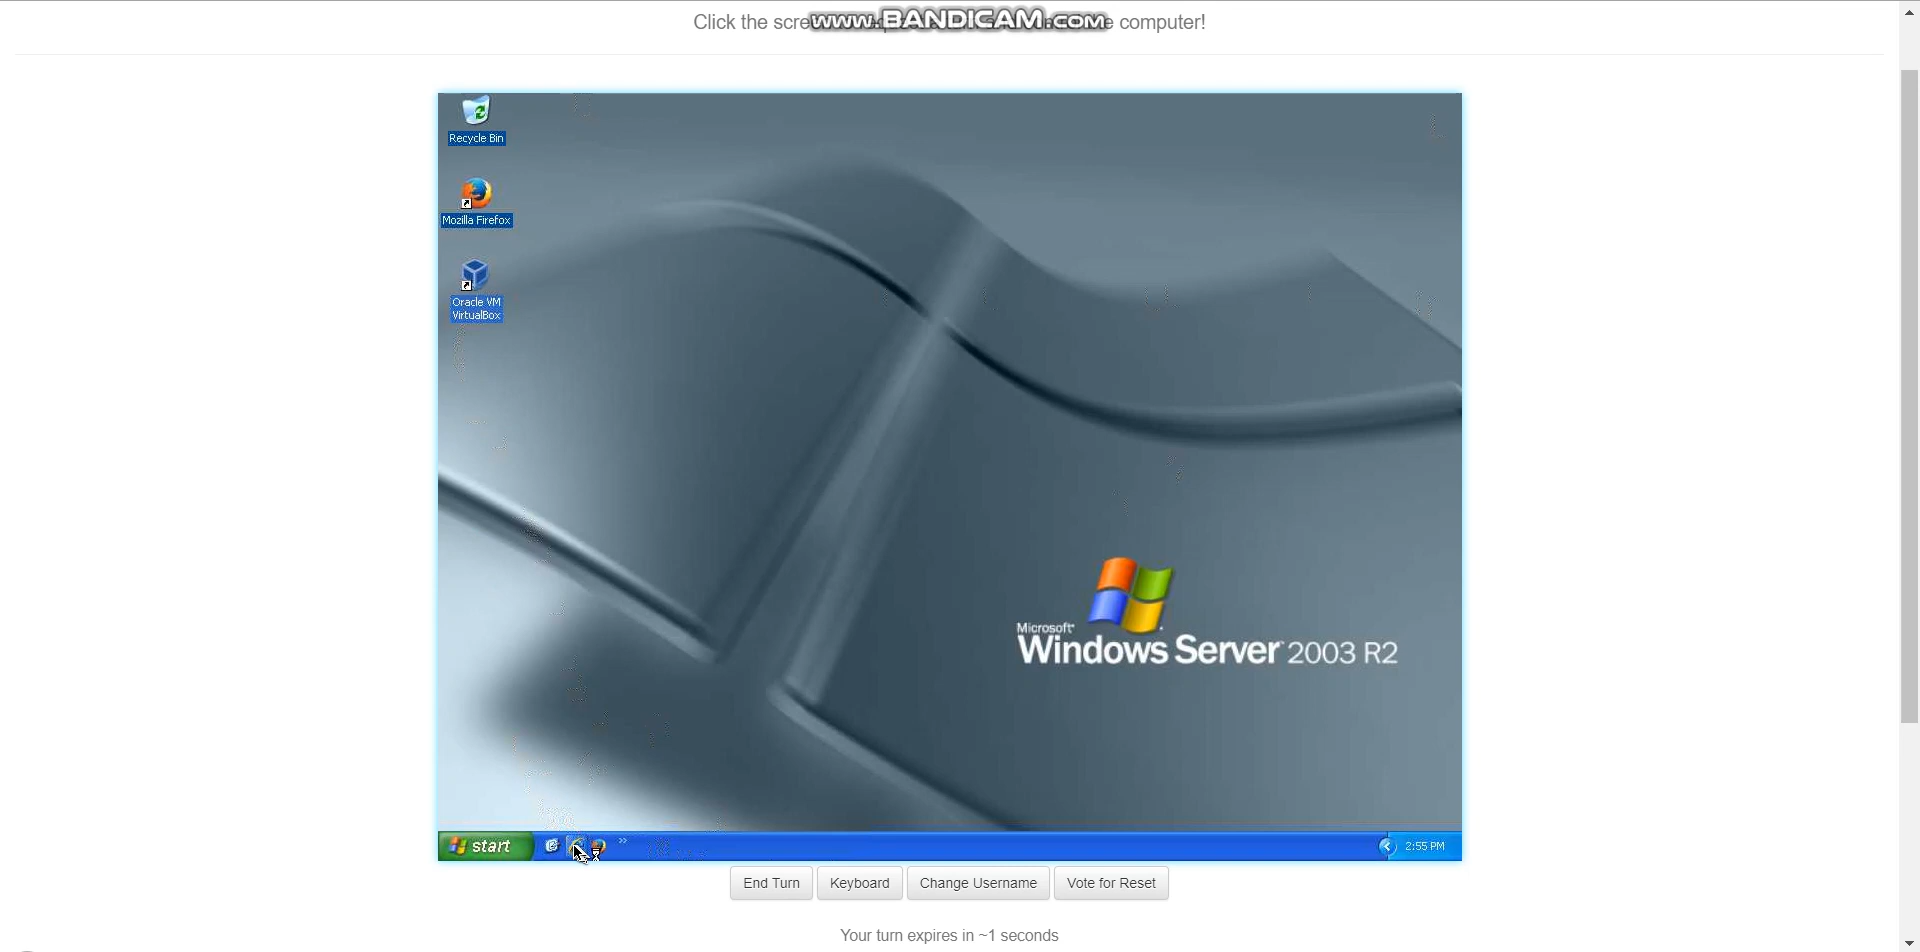 Click the scre
e computer!
www.BANDICAM.com
Recycle Bin
Mozilla Firefox
Oracle VM
VirtualBox
Microsoft
Windows Server 2003 R2
start
2:55 PM
End Turn
Keyboard
Change Username
Vote for Reset
Your turn expires in ~1 seconds